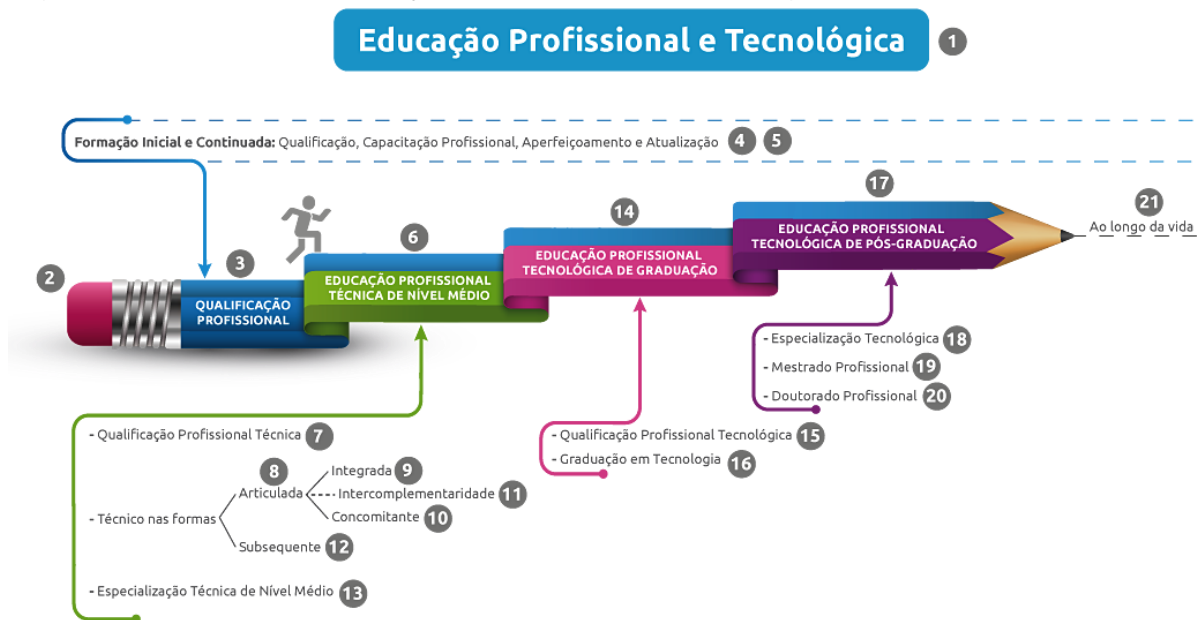 Educação Profissional e Tecnológica 1
Formação Inicial e Continuada: Qualificação, Capacitação Profissional, Aperfeiçoamento e Atualização 4 5
2
3
QUALIFICAÇÃO
PROFISSIONAL
6
EDUCAÇÃO PROFISSIONAL
TÉCNICA DE NÍVEL MÉDIO
14
EDUCAÇÃO PROFISSIONAL
TECNOLÓGICA DE GRADUAÇÃO
17
EDUCAÇÃO PROFISSIONAL
TECNOLÓGICA DE PÓS-GRADUAÇÃO
21
Ao longo da vida
- Especialização Tecnológica 18
- Mestrado Profissional 19
- Doutorado Profissional 20
- Qualificação Profissional Tecnológica 15
- Graduação em Tecnologia 16
- Qualificação Profissional Técnica 7
- Técnico nas formas
8
Articulada
Integrada 9
Intercomplementaridade 11
Concomitante 10
Subsequente 12
- Especialização Técnica de Nível Médio 13